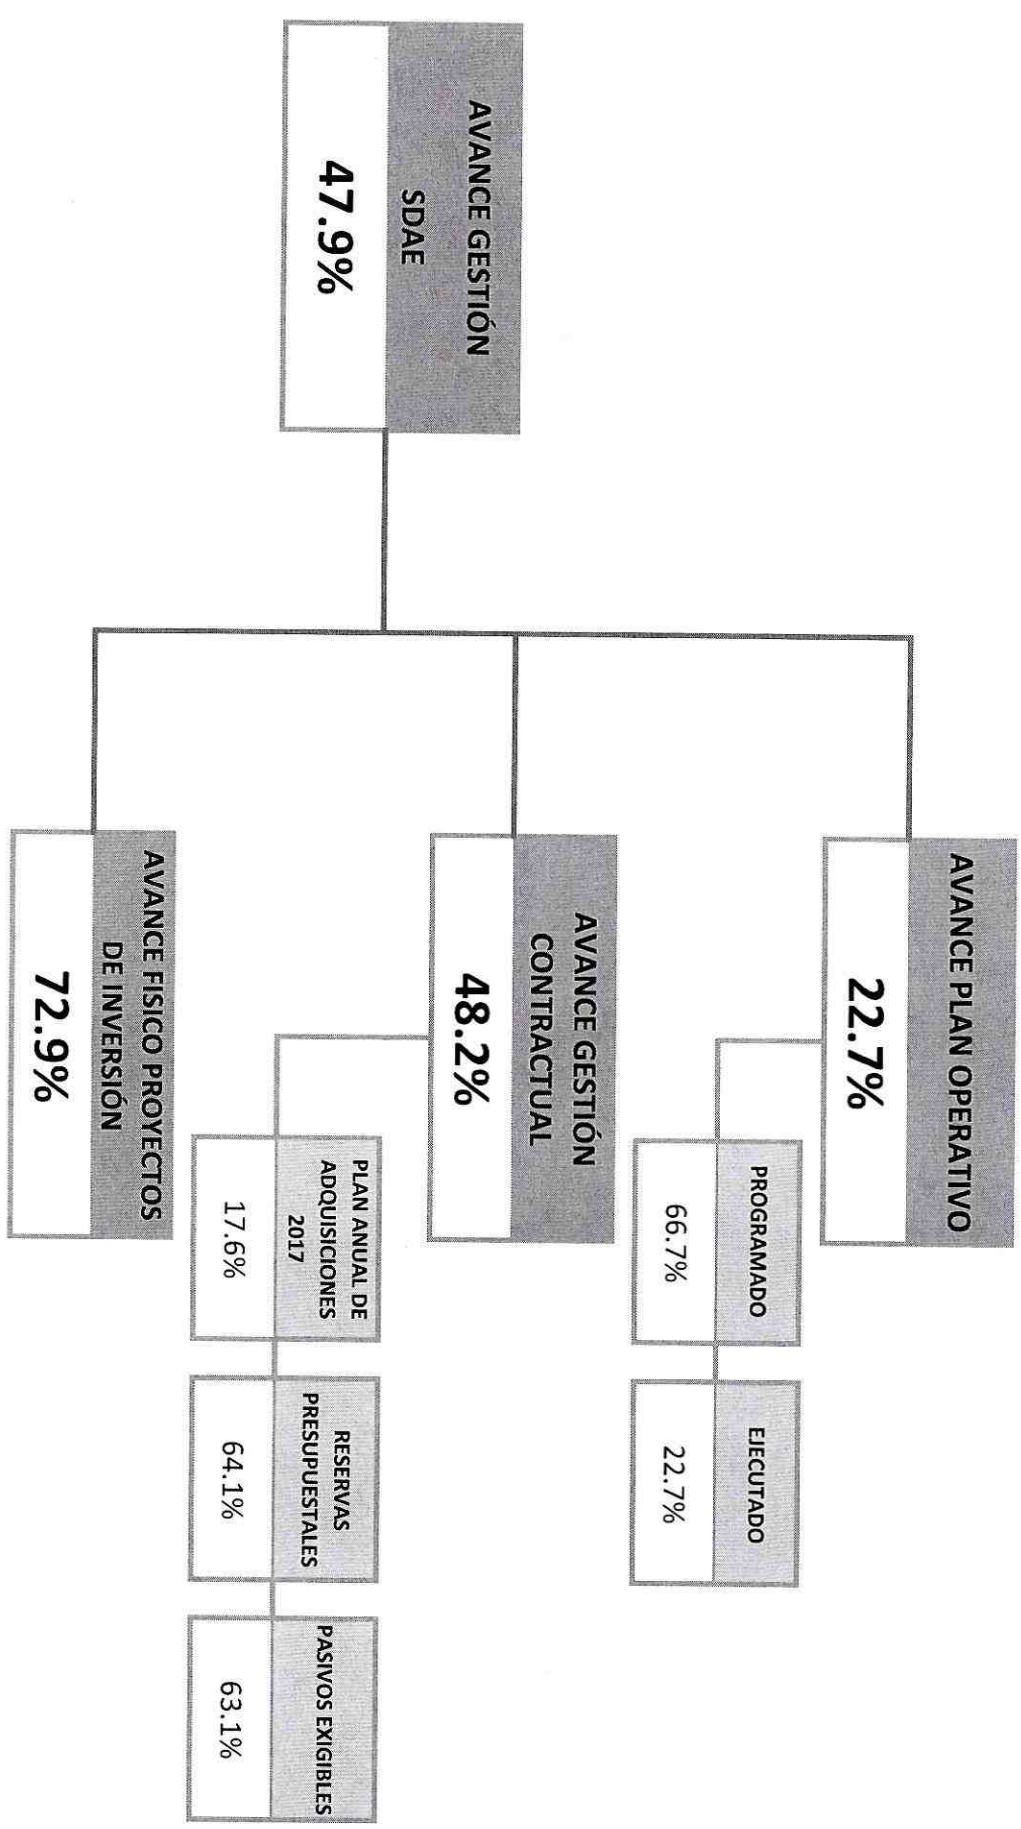 AVANCE GESTIÓN
SDAE
47.9%
AVANCE PLAN OPERATIVO
22.7%
PROGRAMADO
66.7%
EJECUTADO
22.7%
AVANCE GESTIÓN
CONTRACTUAL
48.2%
PLAN ANUAL DE
ADQUISICIONES
2017
17.6%
RESERVAS
PRESUPUESTALES
64.1%
PASIVOS EXIGIBLES
63.1%
AVANCE FISICO PROYECTOS
DE INVERSIÓN
72.9%